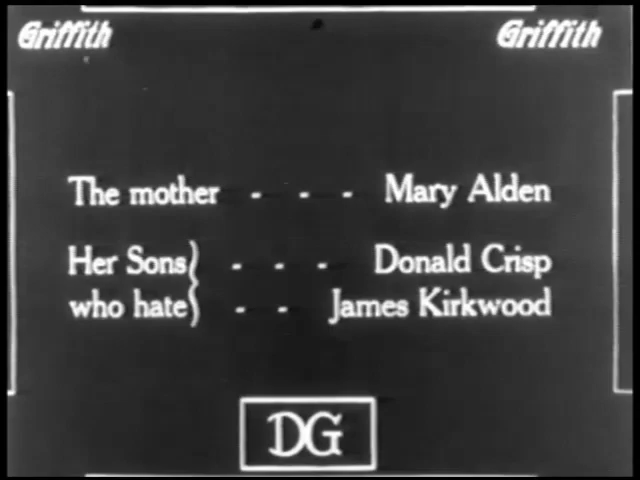 Griffith Griffith
The mother - - - Mary Alden
Her Sons} - - - Donald Crisp
who hate} - - James Kirkwood
DG